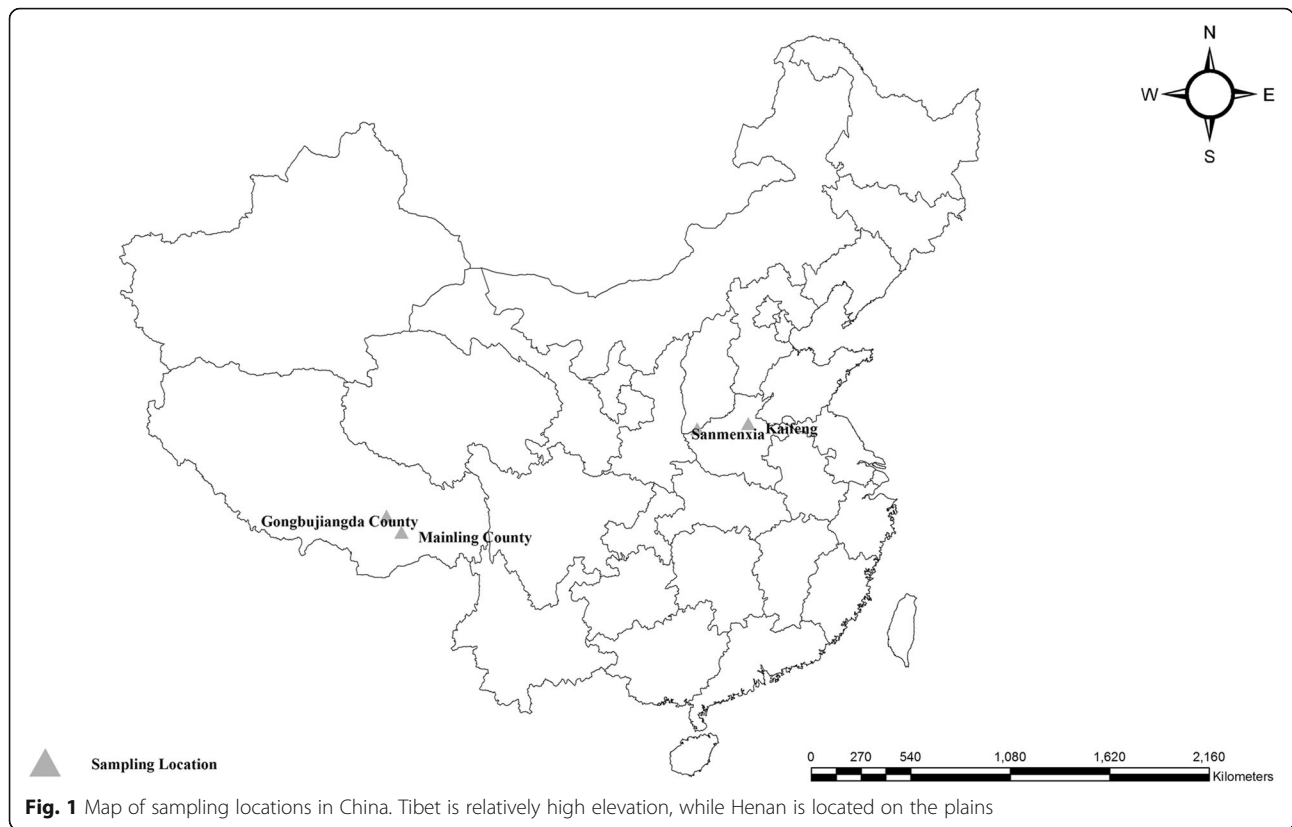 N
W E
S
Sanmenxia Kaifeng
Gongbujiangda County
Mainling County
Sampling Location
0 270 540 1,080 1,620 2,160
Kilometers
Fig. 1 Map of sampling locations in China. Tibet is relatively high elevation, while Henan is located on the plains